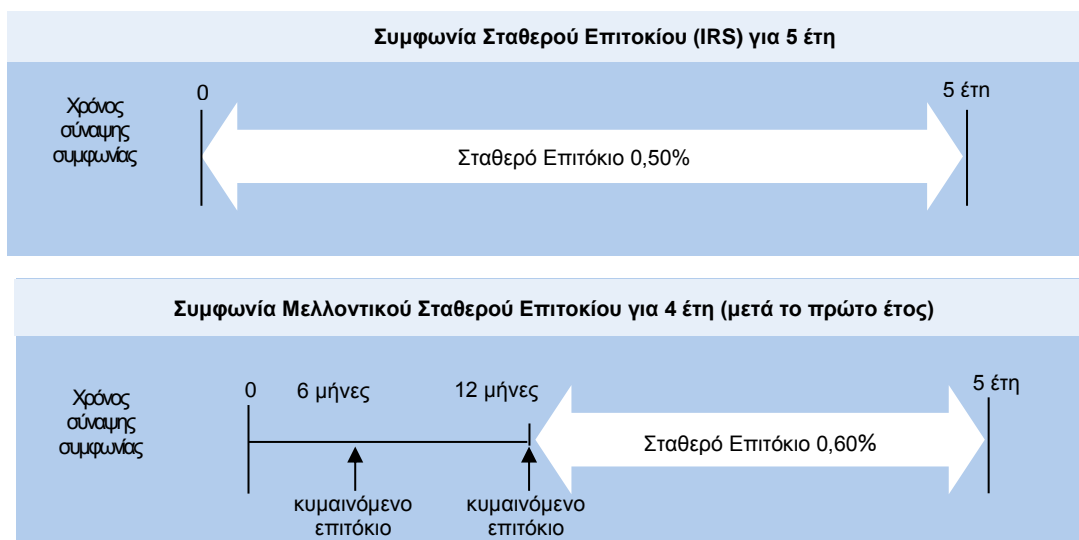 Συμφωνία Σταθερού Επιτοκίου (IRS) για 5 έτη
0
5 έτη
Χρόνος
σύναψης
συμφωνίας
Σταθερό Επιτόκιο 0,50%
Συμφωνία Μελλοντικού Σταθερού Επιτοκίου για 4 έτη (μετά το πρώτο έτος)
0
6 μήνες
12 μήνες
5 έτη
Χρόνος
σύναψης
συμφωνίας
Σταθερό Επιτόκιο 0,60%
κυμαινόμενο
επιτόκιο
κυμαινόμενο
επιτόκιο